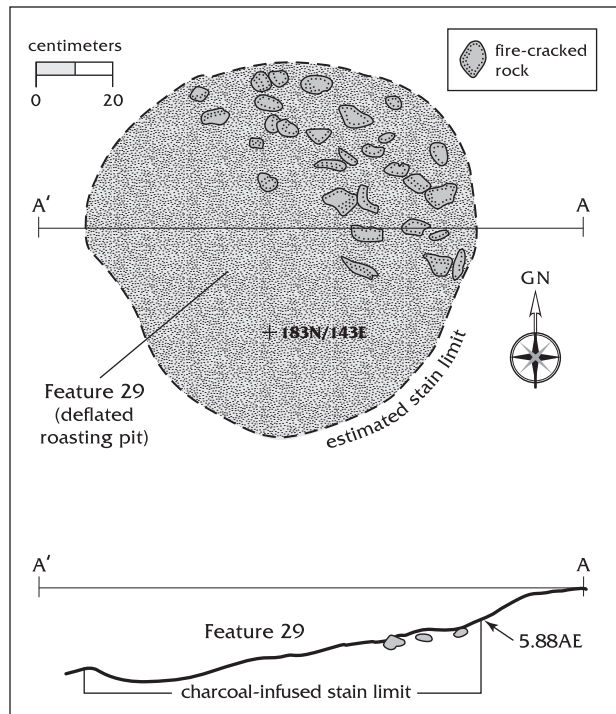 centimeters
0 20
fire-cracked
rock
A' A
GN
183N/143E
Feature 29
(deflated
roasting pit)
estimated stain limit
A' A
Feature 29
5.88AE
charcoal-infused stain limit